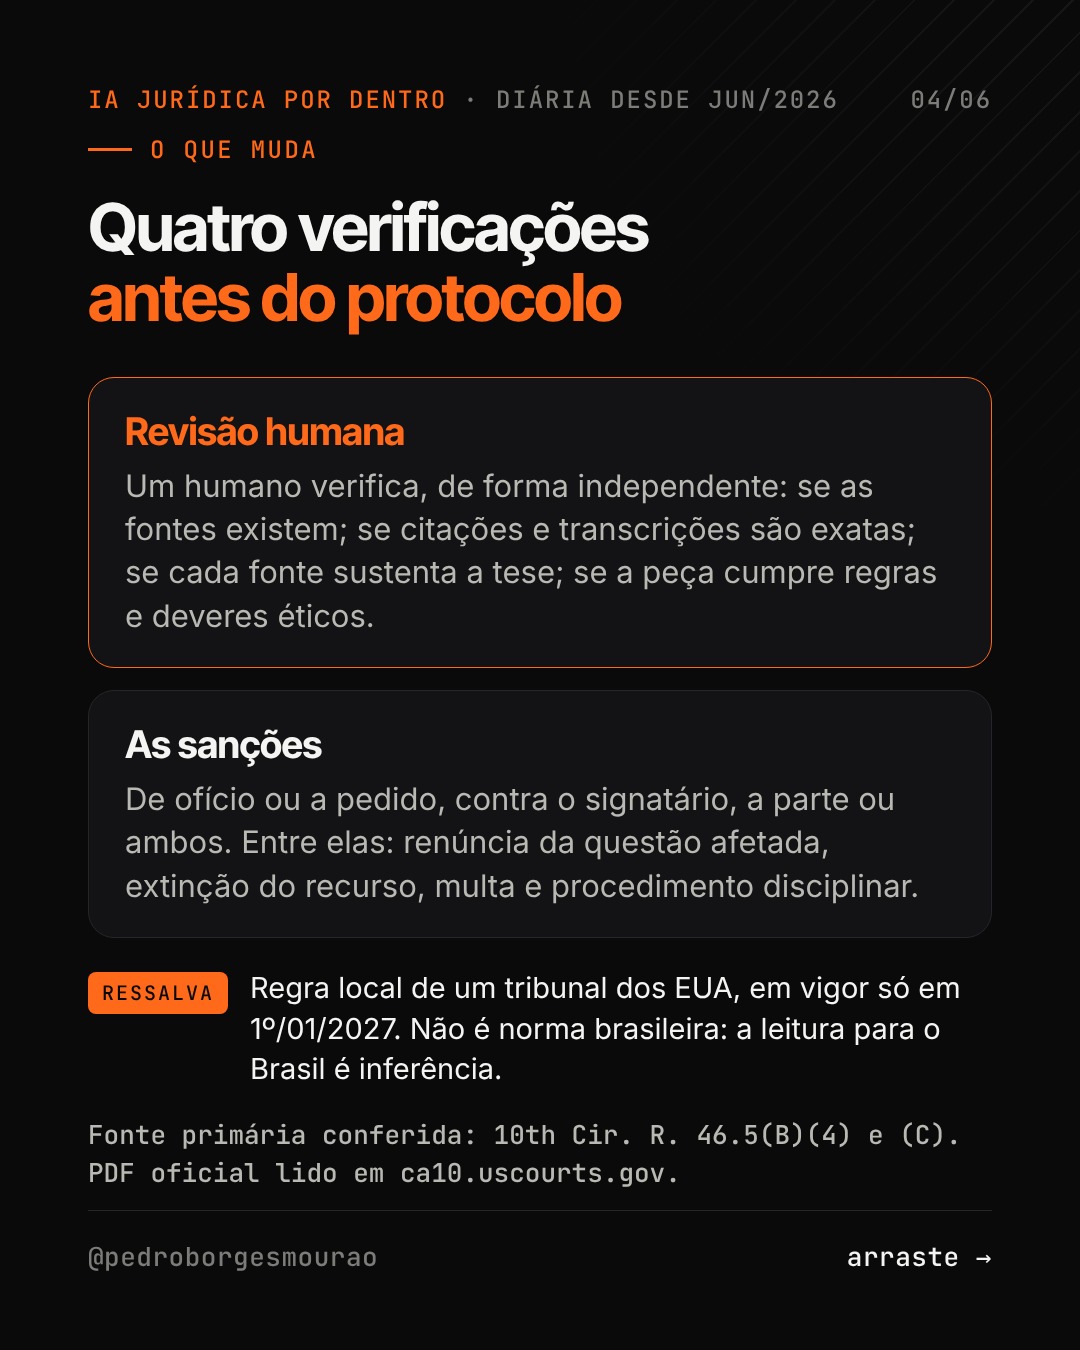 IA JURÍDICA POR DENTRO · DIÁRIA DESDE JUN/2026 04/06
O QUE MUDA
Quatro verificações
antes do protocolo
Revisão humana
Um humano verifica, de forma independente: se as
fontes existem; se citações e transcrições são exatas;
se cada fonte sustenta a tese; se a peça cumpre regras
e deveres éticos.
As sanções
De ofício ou a pedido, contra o signatário, a parte ou
ambos. Entre elas: renúncia da questão afetada,
extinção do recurso, multa e procedimento disciplinar.
RESSALVA
Regra local de um tribunal dos EUA, em vigor só em
1º/01/2027. Não é norma brasileira: a leitura para o
Brasil é inferência.
Fonte primária conferida: 10th Cir. R. 46.5(B)(4) e (C).
PDF oficial lido em ca10.uscourts.gov.
@pedroborgesmourao
arraste →